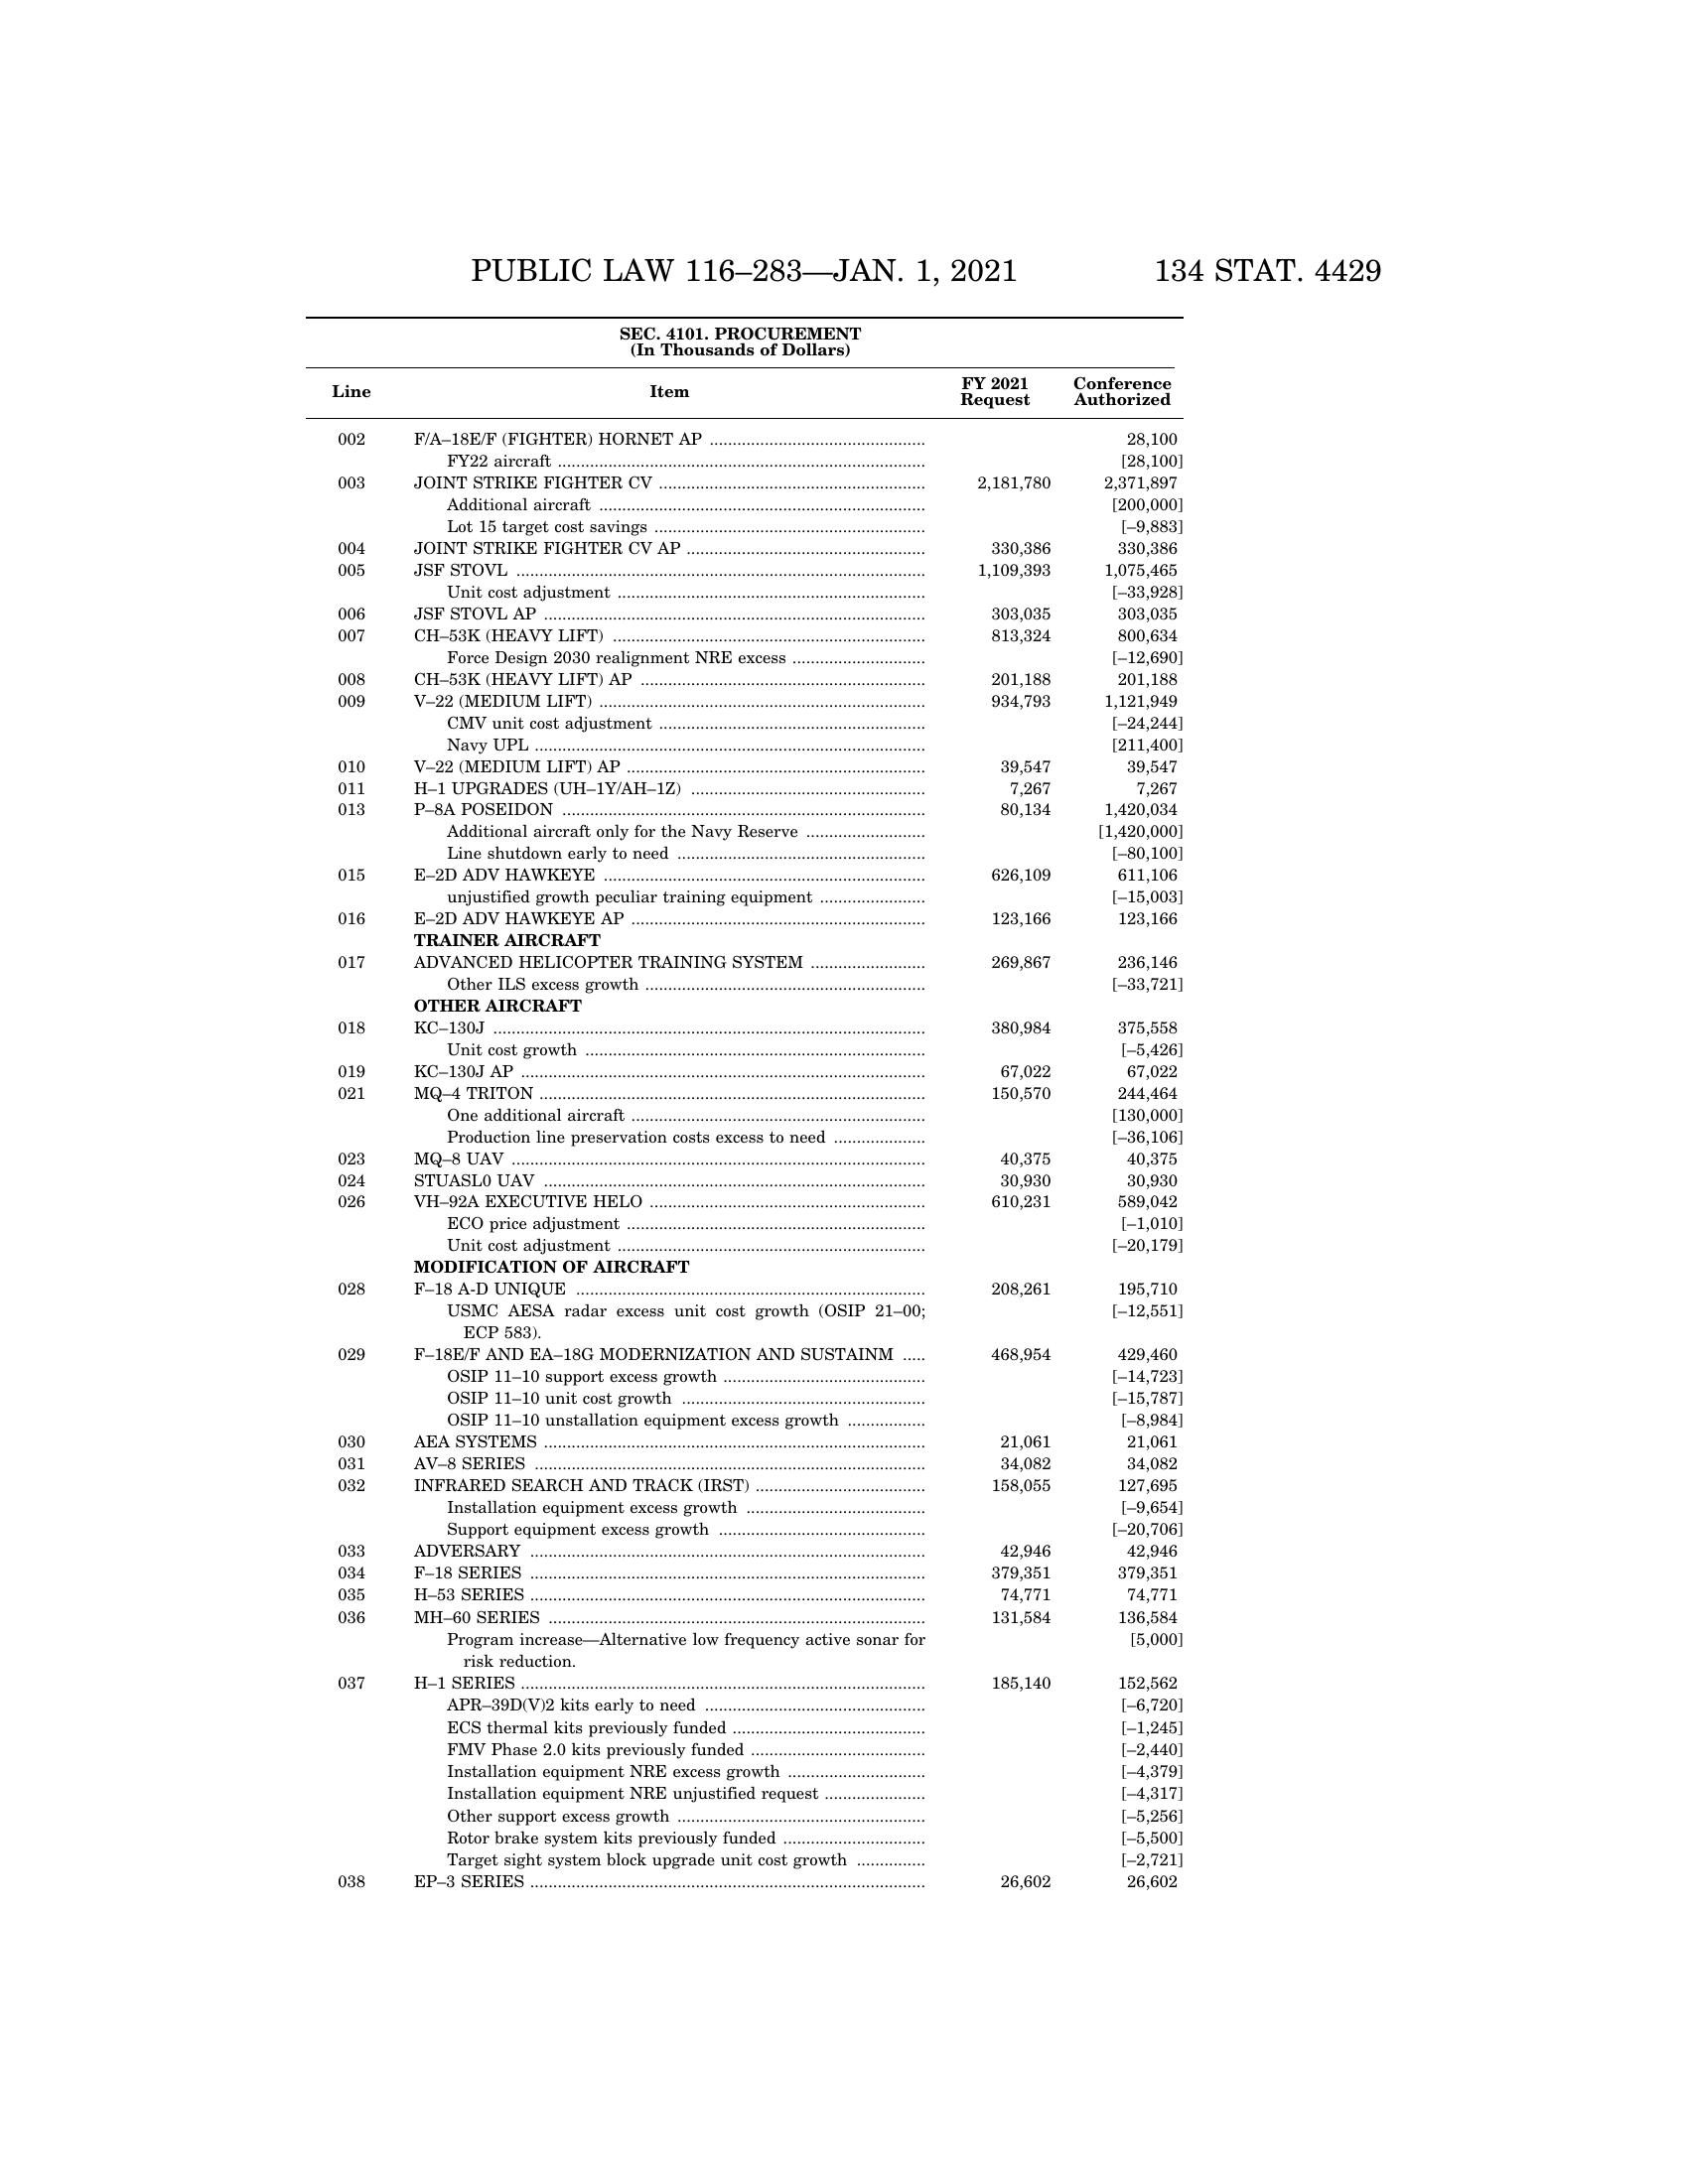 PUBLIC LAW 116–283—JAN. 1, 2021 134 STAT. 4429
SEC. 4101. PROCUREMENT
(In Thousands of Dollars)
Line Item FY 2021 Request Conference Authorized
002 F/A–18E/F (FIGHTER) HORNET AP ............................................... 28,100
FY22 aircraft ................................................................................ [28,100]
003 JOINT STRIKE FIGHTER CV .......................................................... 2,181,780 2,371,897
Additional aircraft ....................................................................... [200,000]
Lot 15 target cost savings ........................................................... [–9,883]
004 JOINT STRIKE FIGHTER CV AP .................................................... 330,386 330,386
005 JSF STOVL ......................................................................................... 1,109,393 1,075,465
Unit cost adjustment ................................................................... [–33,928]
006 JSF STOVL AP ................................................................................... 303,035 303,035
007 CH–53K (HEAVY LIFT) .................................................................... 813,324 800,634
Force Design 2030 realignment NRE excess ............................. [–12,690]
008 CH–53K (HEAVY LIFT) AP .............................................................. 201,188 201,188
009 V–22 (MEDIUM LIFT) ....................................................................... 934,793 1,121,949
CMV unit cost adjustment .......................................................... [–24,244]
Navy UPL ..................................................................................... [211,400]
010 V–22 (MEDIUM LIFT) AP ................................................................. 39,547 39,547
011 H–1 UPGRADES (UH–1Y/AH–1Z) ................................................... 7,267 7,267
013 P–8A POSEIDON ............................................................................... 80,134 1,420,034
Additional aircraft only for the Navy Reserve .......................... [1,420,000]
Line shutdown early to need ...................................................... [–80,100]
015 E–2D ADV HAWKEYE ...................................................................... 626,109 611,106
unjustified growth peculiar training equipment ....................... [–15,003]
016 E–2D ADV HAWKEYE AP ................................................................ 123,166 123,166
TRAINER AIRCRAFT
017 ADVANCED HELICOPTER TRAINING SYSTEM ......................... 269,867 236,146
Other ILS excess growth ............................................................. [–33,721]
OTHER AIRCRAFT
018 KC–130J .............................................................................................. 380,984 375,558
Unit cost growth .......................................................................... [–5,426]
019 KC–130J AP ........................................................................................ 67,022 67,022
021 MQ–4 TRITON .................................................................................... 150,570 244,464
One additional aircraft ................................................................ [130,000]
Production line preservation costs excess to need .................... [–36,106]
023 MQ–8 UAV .......................................................................................... 40,375 40,375
024 STUASL0 UAV ................................................................................... 30,930 30,930
026 VH–92A EXECUTIVE HELO ............................................................ 610,231 589,042
ECO price adjustment ................................................................. [–1,010]
Unit cost adjustment ................................................................... [–20,179]
MODIFICATION OF AIRCRAFT
028 F–18 A-D UNIQUE ............................................................................ 208,261 195,710
USMC AESA radar excess unit cost growth (OSIP 21–00; [–12,551]
ECP 583).
029 F–18E/F AND EA–18G MODERNIZATION AND SUSTAINM ..... 468,954 429,460
OSIP 11–10 support excess growth ............................................ [–14,723]
OSIP 11–10 unit cost growth ..................................................... [–15,787]
OSIP 11–10 unstallation equipment excess growth ................. [–8,984]
030 AEA SYSTEMS ................................................................................... 21,061 21,061
031 AV–8 SERIES ..................................................................................... 34,082 34,082
032 INFRARED SEARCH AND TRACK (IRST) ..................................... 158,055 127,695
Installation equipment excess growth ....................................... [–9,654]
Support equipment excess growth ............................................. [–20,706]
033 ADVERSARY ...................................................................................... 42,946 42,946
034 F–18 SERIES ...................................................................................... 379,351 379,351
035 H–53 SERIES ...................................................................................... 74,771 74,771
036 MH–60 SERIES .................................................................................. 131,584 136,584
Program increase—Alternative low frequency active sonar for [5,000]
risk reduction.
037 H–1 SERIES ........................................................................................ 185,140 152,562
APR–39D(V)2 kits early to need ................................................ [–6,720]
ECS thermal kits previously funded .......................................... [–1,245]
FMV Phase 2.0 kits previously funded ...................................... [–2,440]
Installation equipment NRE excess growth .............................. [–4,379]
Installation equipment NRE unjustified request ...................... [–4,317]
Other support excess growth ...................................................... [–5,256]
Rotor brake system kits previously funded ............................... [–5,500]
Target sight system block upgrade unit cost growth ............... [–2,721]
038 EP–3 SERIES ...................................................................................... 26,602 26,602